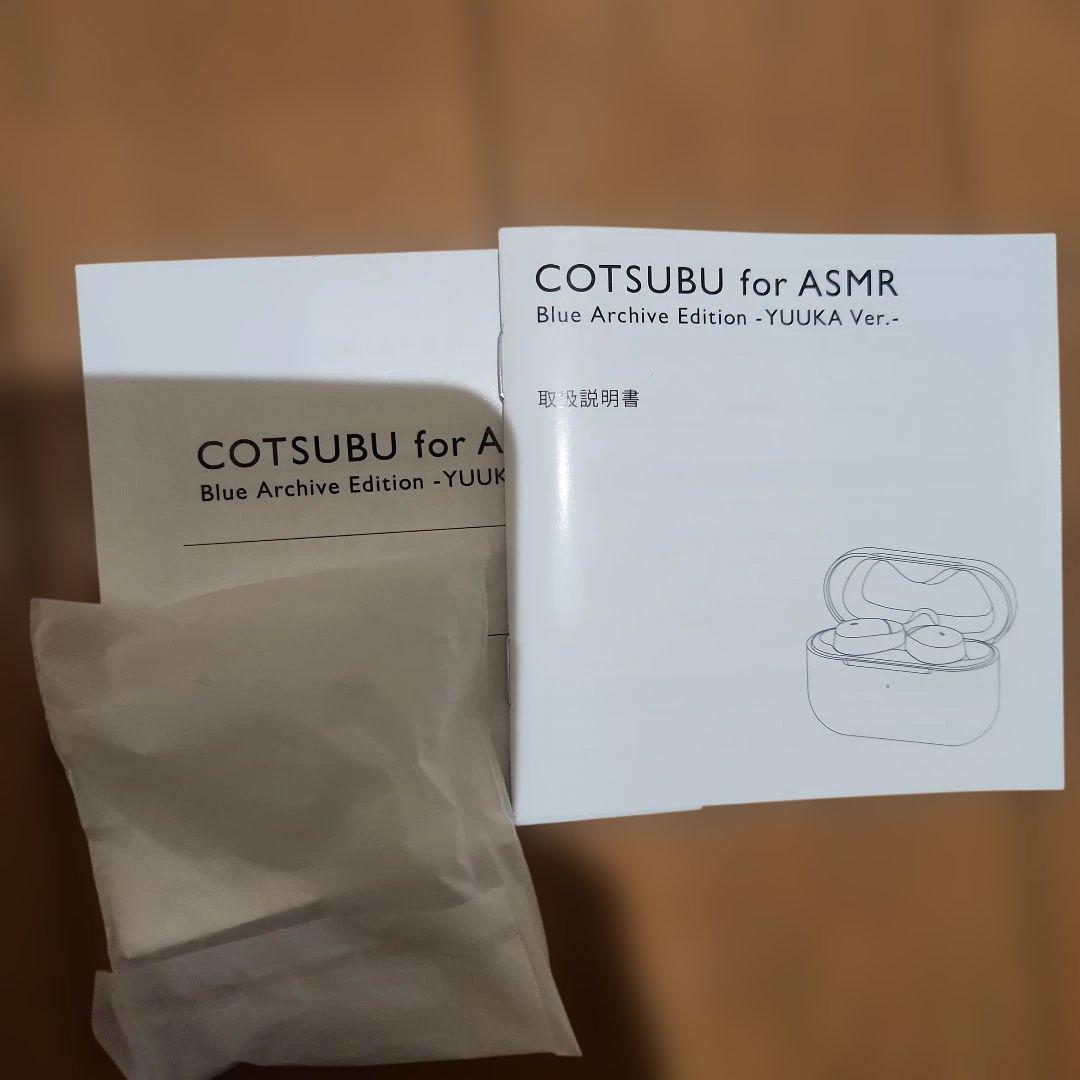 COTSUBU for ASMR
Blue Archive Edition -YUUKA Ver.-
取扱説明書
COTSUBU for A
Blue Archive Edition -YUUK